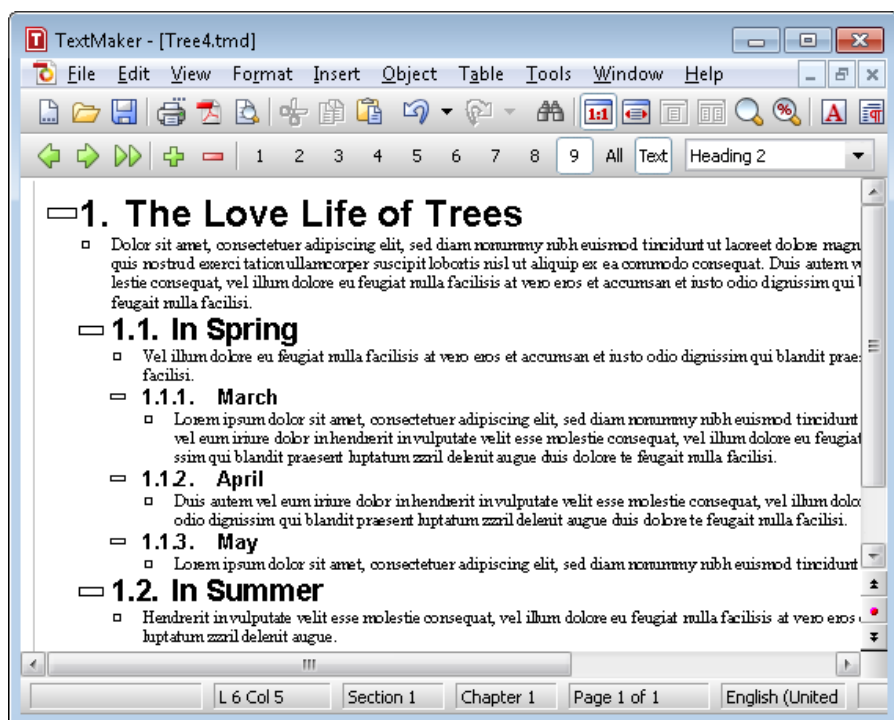 TextMaker - [Tree4.tmd]
File Edit View Format Insert Object Table Tools Window Help
1:1 % A
1 2 3 4 5 6 7 8 9 All Text Heading 2
1. The Love Life of Trees
Dolor sit amet, consectetuer adipiscing elit, sed diam nonummy nibh euismod tincidunt ut laoreet dolore magn
quis nostrud exerci tation ullamcorper suscipit lobortis nisl ut aliquip ex ea commodo consequat. Duis autem v
lestie consequat, vel illum dolore eu feugiat nulla facilisis at vero eros et accumsan et iusto odio dignissim qui
feugait nulla facilisi.
1.1. In Spring
Vel illum dolore eu feugiat nulla facilisis at vero eros et accumsan et iusto odio dignissim qui blandit praes
facilisi.
1.1.1. March
Lorem ipsum dolor sit amet, consectetuer adipiscing elit, sed diam nonummy nibh euismod tincidunt
vel eum iriure dolor in hendrerit in vulputate velit esse molestie consequat, vel illum dolore eu feugiat
ssim qui blandit praesent luptatum zzril delenit augue duis dolore te feugait nulla facilisi.
1.1.2. April
Duis autem vel eum iriure dolor in hendrerit in vulputate velit esse molestie consequat, vel illum dolo
odio dignissim qui blandit praesent luptatum zzril delenit augue duis dolore te feugait nulla facilisi.
1.1.3. May
Lorem ipsum dolor sit amet, consectetuer adipiscing elit, sed diam nonummy nibh euismod tincidunt
1.2. In Summer
Hendrerit in vulputate velit esse molestie consequat, vel illum dolore eu feugiat nulla facilisis at vero eros
luptatum zzril delenit augue.
L 6 Col 5 Section 1 Chapter 1 Page 1 of 1 English (United